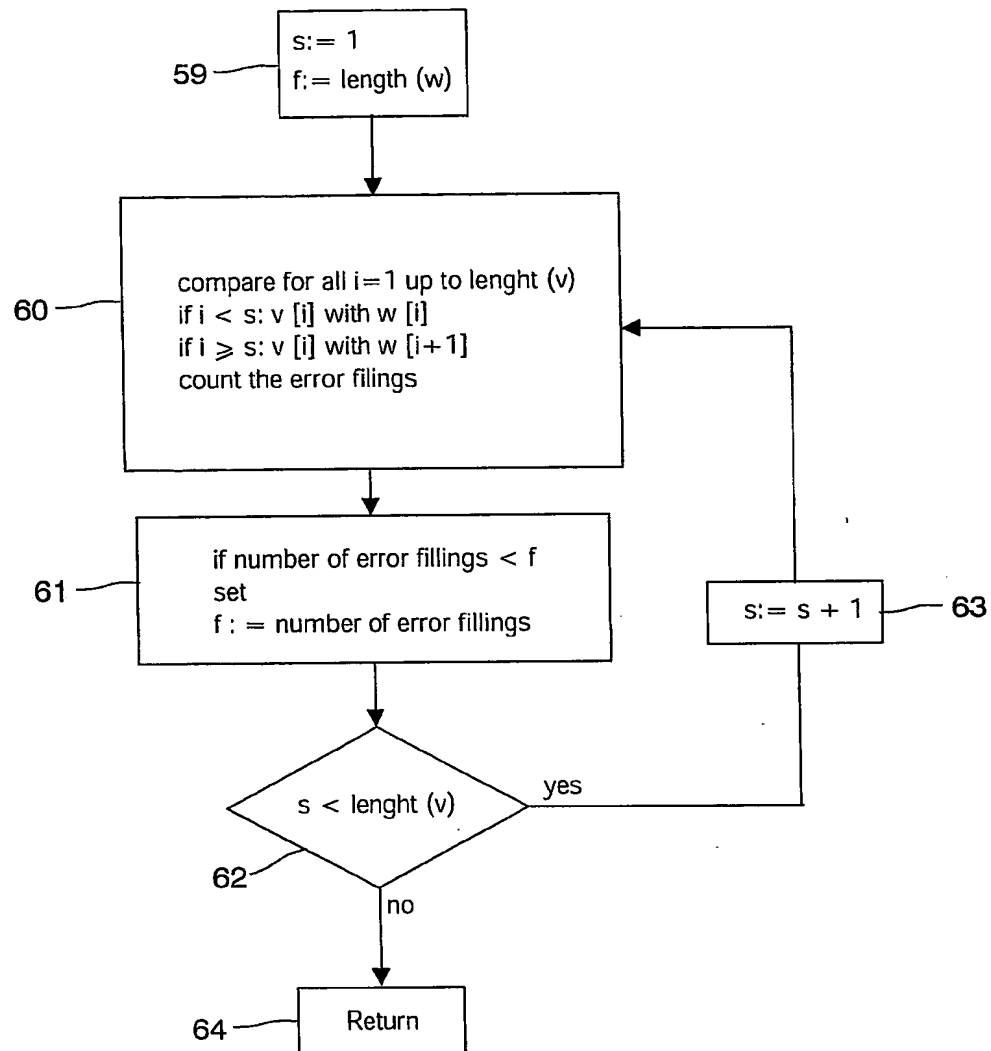 s:= 1
f:= length (w)
59
compare for all i=1 up to lenght (v)
if i < s: v [i] with w [i]
if i ⩾ s: v [i] with w [i+1]
count the error filings
60
if number of error fillings < f
set
f : = number of error fillings
61
s:= s + 1
63
s < lenght (v)
yes
62
no
Return
64